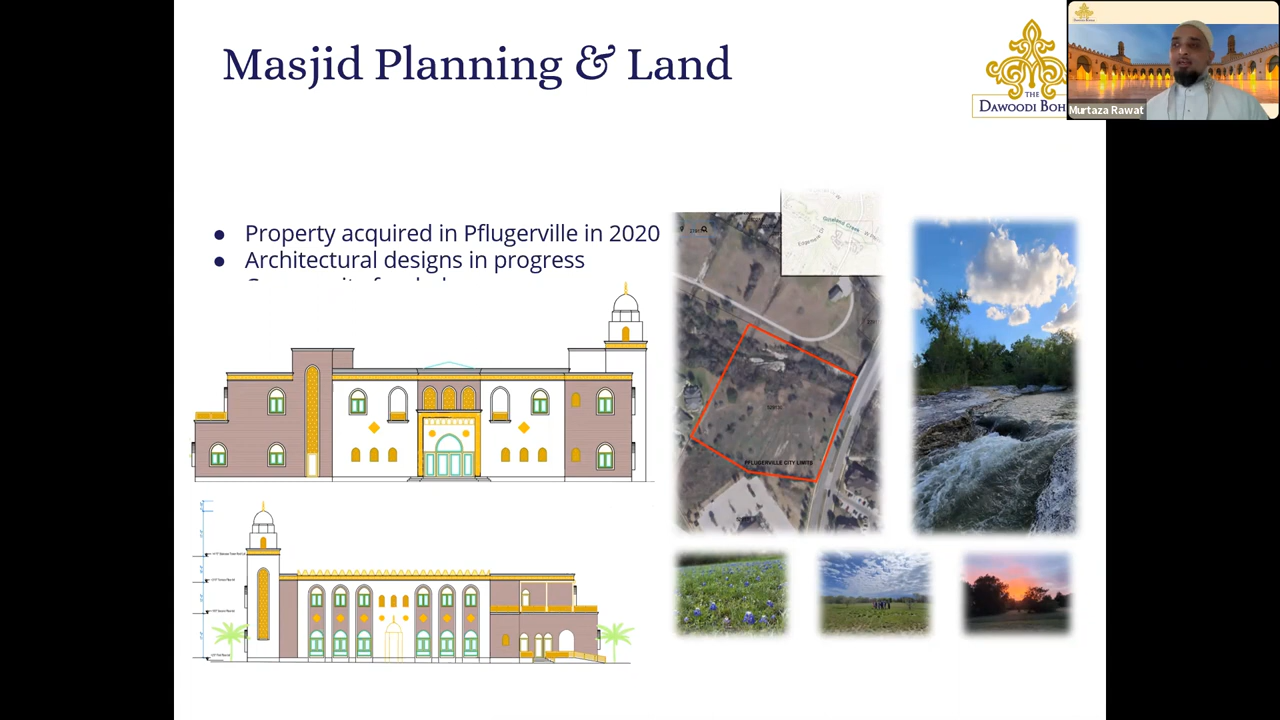 Masjid Planning & Land
THE
DAWOODI BOH
Murtaza Rawat
● Property acquired in Pflugerville in 2020
● Architectural designs in progress
PFLUGERVILLE CITY LIMITS